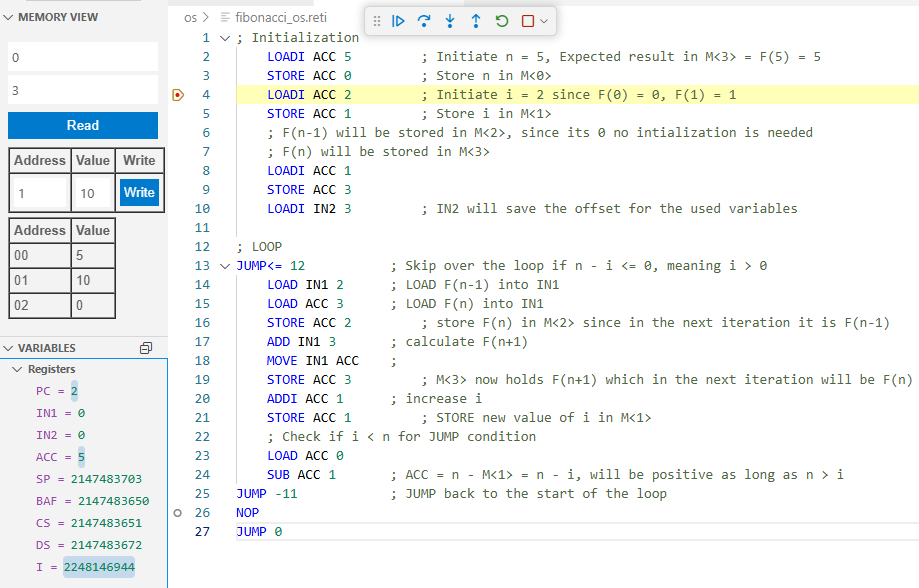 MEMORY VIEW
0
3
Read
Address Value Write
1 10 Write
Address Value
00 5
01 10
02 0
VARIABLES
Registers
PC = 2
IN1 = 0
IN2 = 0
ACC = 5
SP = 2147483703
BAF = 2147483650
CS = 2147483651
DS = 2147483672
I = 2248146944
os > fibonacci_os.reti
1 ; Initialization
2 LOADI ACC 5 ; Initiate n = 5, Expected result in M<3> = F(5) = 5
3 STORE ACC 0 ; Store n in M<0>
4 LOADI ACC 2 ; Initiate i = 2 since F(0) = 0, F(1) = 1
5 STORE ACC 1 ; Store i in M<1>
6 ; F(n-1) will be stored in M<2>, since its 0 no intialization is needed
7 ; F(n) will be stored in M<3>
8 LOADI ACC 1
9 STORE ACC 3
10 LOADI IN2 3 ; IN2 will save the offset for the used variables
11
12 ; LOOP
13 JUMP<= 12 ; Skip over the loop if n - i <= 0, meaning i > 0
14 LOAD IN1 2 ; LOAD F(n-1) into IN1
15 LOAD ACC 3 ; LOAD F(n) into IN1
16 STORE ACC 2 ; store F(n) in M<2> since in the next iteration it is F(n-1)
17 ADD IN1 3 ; calculate F(n+1)
18 MOVE IN1 ACC ;
19 STORE ACC 3 ; M<3> now holds F(n+1) which in the next iteration will be F(n)
20 ADDI ACC 1 ; increase i
21 STORE ACC 1 ; STORE new value of i in M<1>
22 ; Check if i < n for JUMP condition
23 LOAD ACC 0
24 SUB ACC 1 ; ACC = n - M<1> = n - i, will be positive as long as n > i
25 JUMP -11 ; JUMP back to the start of the loop
26 NOP
27 JUMP 0